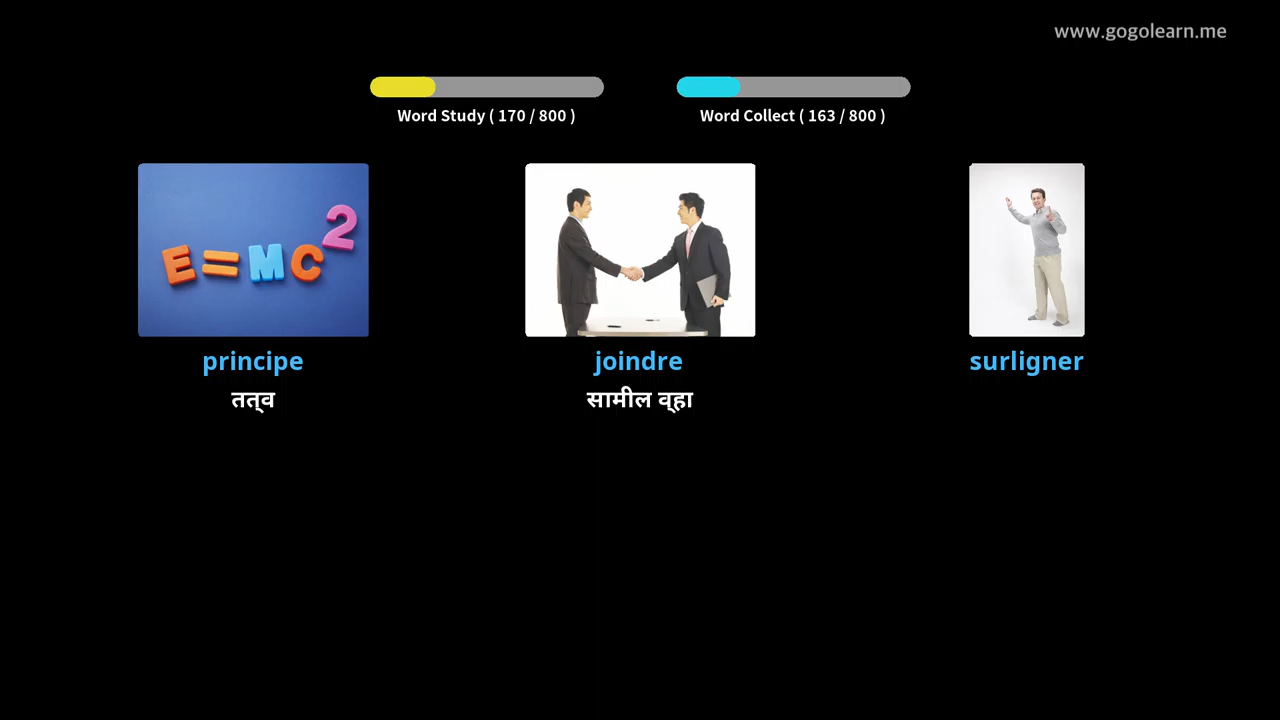 www.gogolearn.me
Word Study ( 170 / 800 )
Word Collect ( 163 / 800 )
E=MC2
principe
joindre
surligner
तत्व
सामील व्हा